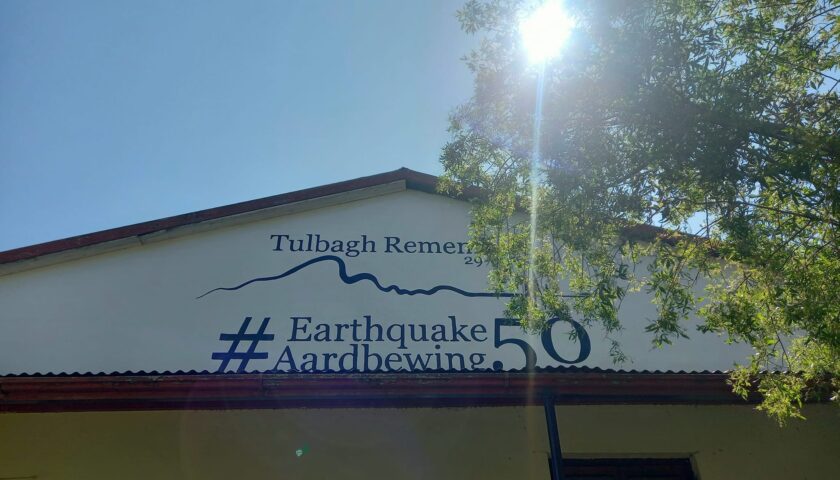 Tulbagh Remem
29
# Earthquake
Aardbewing.50